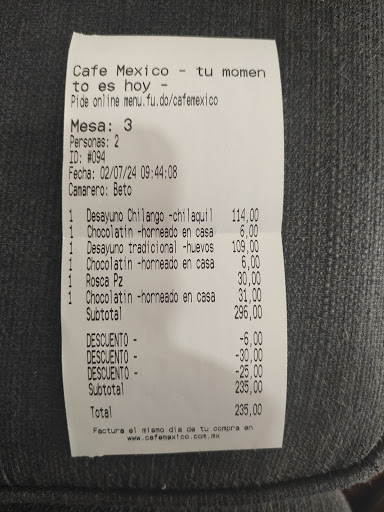 Cafe Mexico - tu momen
to es hoy -
Pide online menu.fu.do/cafemexico
Mesa: 3
Personas: 2
ID: #094
Fecha: 02/07/24 09:44:08
Camarero: Beto
1 Desayuno Chilango -chilaquil 114,00
1 Chocolatin -horneado en casa 6,00
1 Desayuno tradicional -huevos 109,00
1 Chocolatin -horneado en casa 6,00
1 Rosca Pz 30,00
1 Chocolatin -horneado en casa 31,00
Subtotal 296,00
DESCUENTO - -6,00
DESCUENTO - -30,00
DESCUENTO - -25,00
Subtotal 235,00
Total 235,00
Factura el mismo dia de tu compra en
www.cafemexico.com.mx